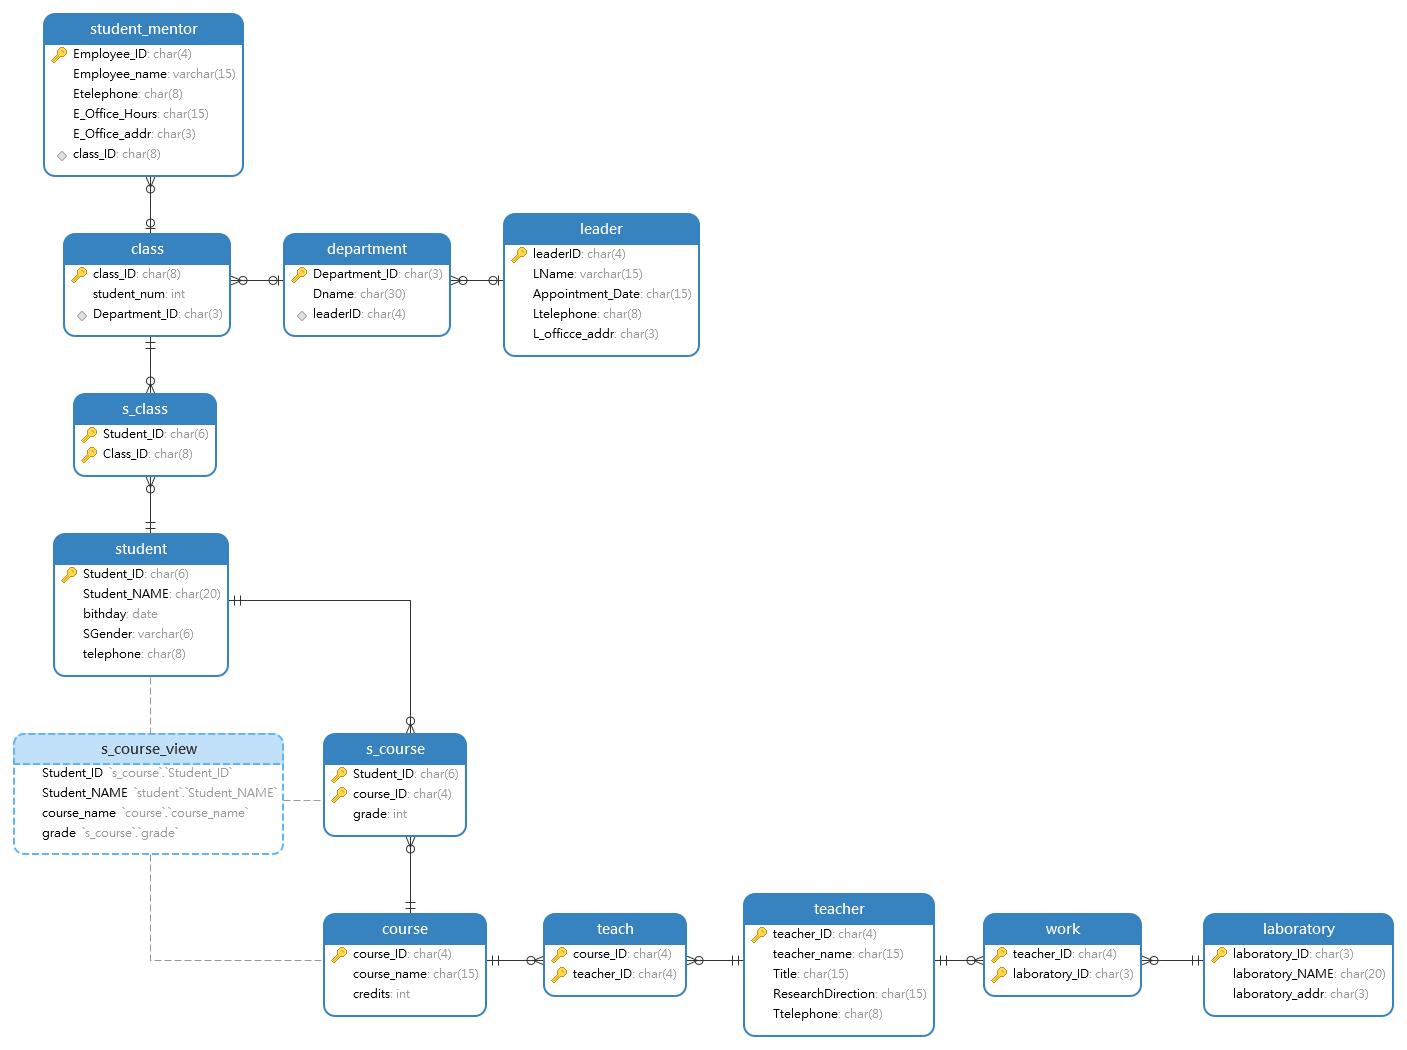 student_mentor
Employee_ID: char(4)
Employee_name: varchar(15)
Etelephone: char(8)
E_Office_Hours: char(15)
E_Office_addr: char(3)
class_ID: char(8)
class
class_ID: char(8)
student_num: int
Department_ID: char(3)
department
Department_ID: char(3)
Dname: char(30)
leaderID: char(4)
leader
leaderID: char(4)
LName: varchar(15)
Appointment_Date: char(15)
Ltelephone: char(8)
L_officce_addr: char(3)
s_class
Student_ID: char(6)
Class_ID: char(8)
student
Student_ID: char(6)
Student_NAME: char(20)
bithday: date
SGender: varchar(6)
telephone: char(8)
s_course_view
Student_ID `s_course`.`Student_ID`
Student_NAME `student`.`Student_NAME`
course_name `course`.`course_name`
grade `s_course`.`grade`
s_course
Student_ID: char(6)
course_ID: char(4)
grade: int
course
course_ID: char(4)
course_name: char(15)
credits: int
teach
course_ID: char(4)
teacher_ID: char(4)
teacher
teacher_ID: char(4)
teacher_name: char(15)
Title: char(15)
ResearchDirection: char(15)
Ttelephone: char(8)
work
teacher_ID: char(4)
laboratory_ID: char(3)
laboratory
laboratory_ID: char(3)
laboratory_NAME: char(20)
laboratory_addr: char(3)